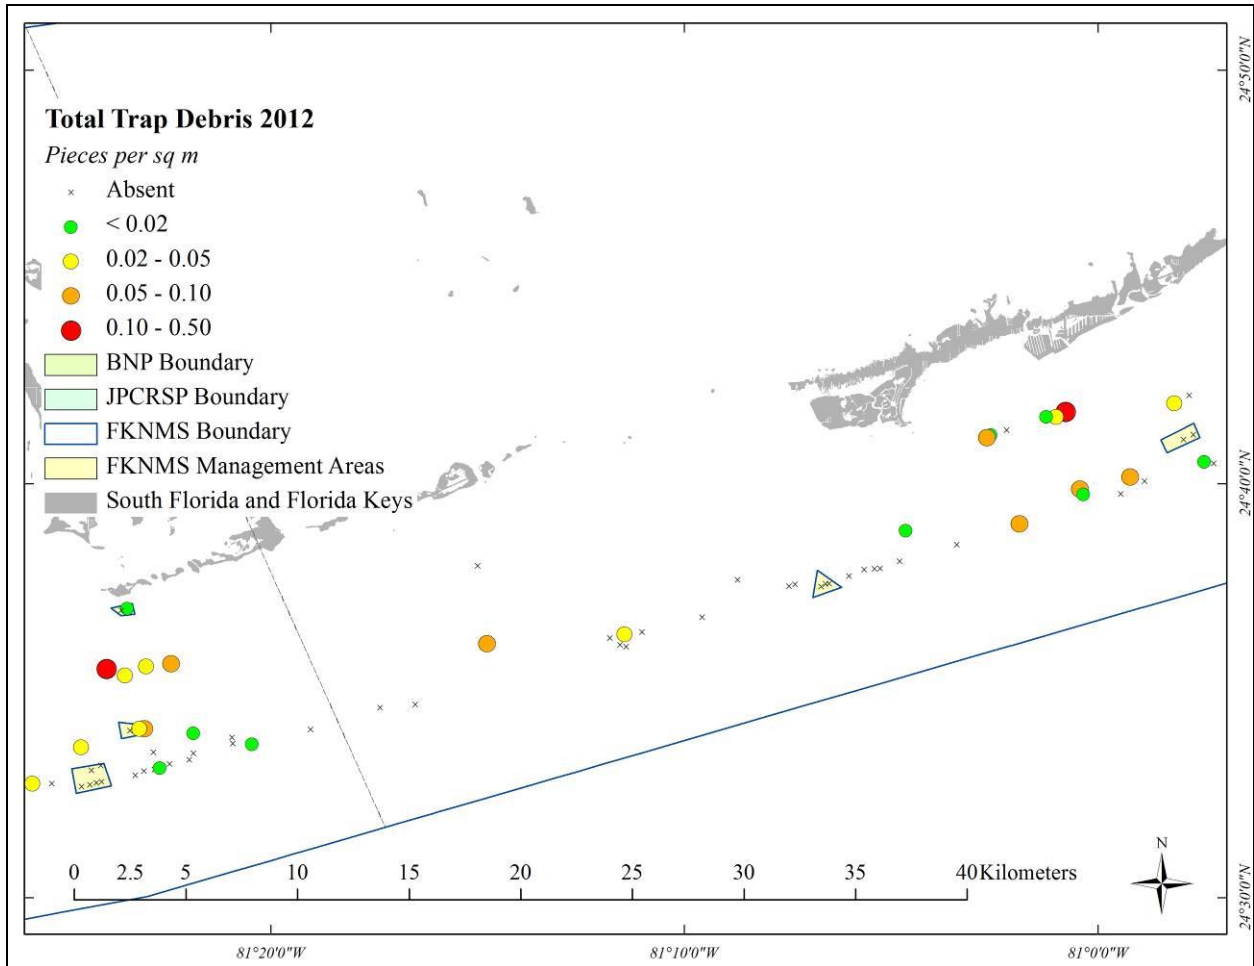 Total Trap Debris 2012
Pieces per sq m
Absent
< 0.02
0.02 - 0.05
0.05 - 0.10
0.10 - 0.50
BNP Boundary
JPCRSP Boundary
FKNMS Boundary
FKNMS Management Areas
South Florida and Florida Keys
24°50'0"N
24°40'0"N
24°30'0"N
N
0 2.5 5 10 15 20 25 30 35 40 Kilometers
81°20'0"W 81°10'0"W 81°0'0"W